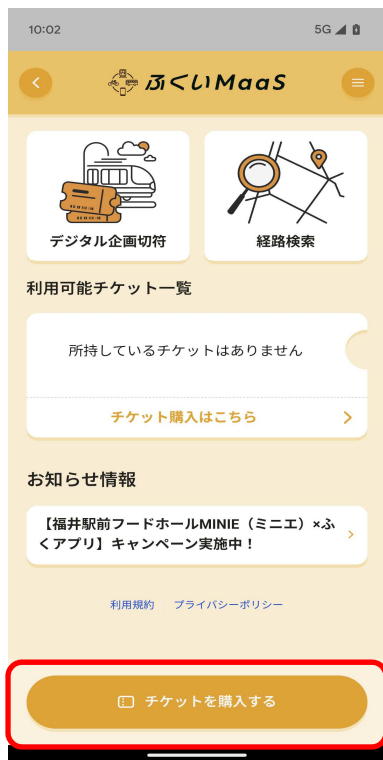 10:02
5G
ふくいMaaS
デジタル企画切符
経路検索
利用可能チケット一覧
所持しているチケットはありません
チケット購入はこちら
お知らせ情報
【福井駅前フードホールMINIE（ミニエ）×ふ
くアプリ】キャンペーン実施中！
利用規約 プライバシーポリシー
チケットを購入する